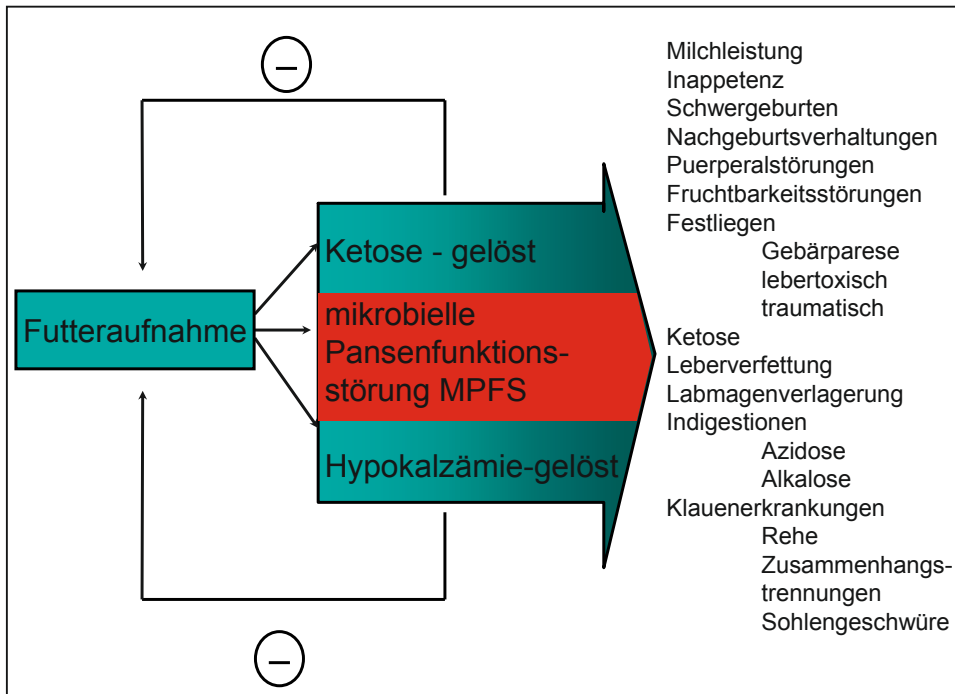 −
Futteraufnahme
Ketose - gelöst
mikrobielle
Pansenfunktions-
störung MPFS
Hypokalzämie-gelöst
−
Milchleistung
Inappetenz
Schwergeburten
Nachgeburtsverhaltungen
Puerperalstörungen
Fruchtbarkeitsstörungen
Festliegen
Gebärparese
lebertoxisch
traumatisch
Ketose
Leberverfettung
Labmagenverlagerung
Indigestionen
Azidose
Alkalose
Klauenerkrankungen
Rehe
Zusammenhangs-
trennungen
Sohlengeschwüre